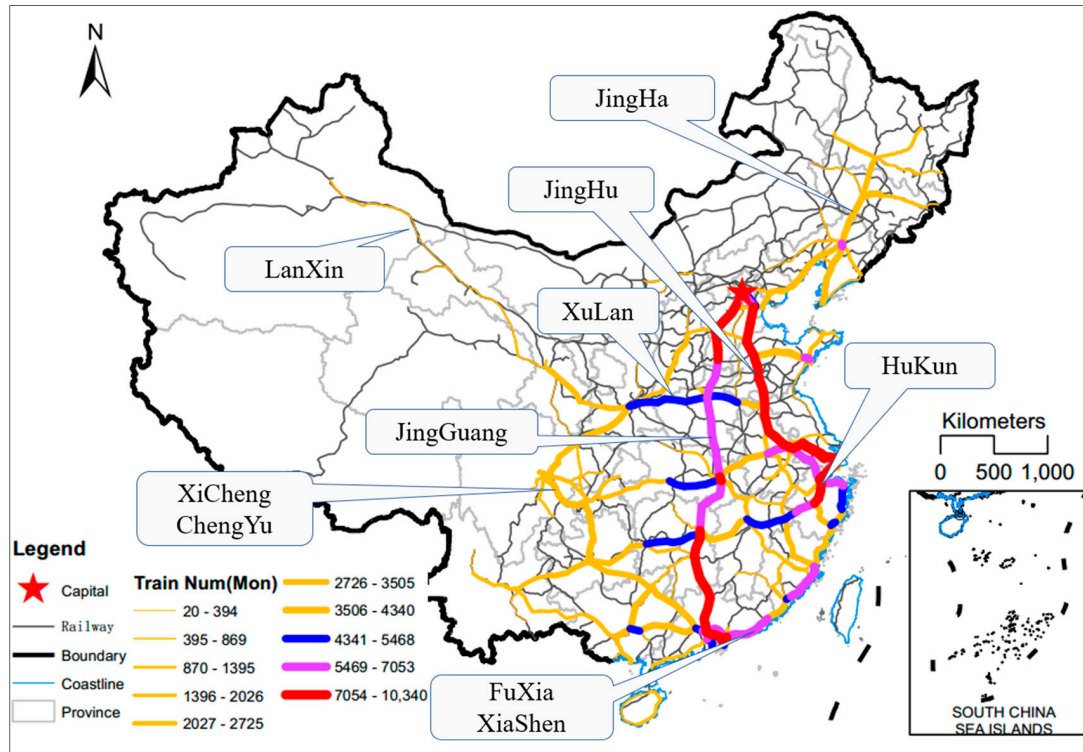 N
JingHa
JingHu
LanXin
XuLan
HuKun
JingGuang
Kilometers
0 500 1,000
XiCheng
ChengYu
FuXia
XiaShen
Legend
Capital
Railway
Boundary
Coastline
Province
Train Num(Mon)
20 - 394
395 - 869
870 - 1395
1396 - 2026
2027 - 2725
2726 - 3505
3506 - 4340
4341 - 5468
5469 - 7053
7054 - 10,340
SOUTH CHINA
SEA ISLANDS